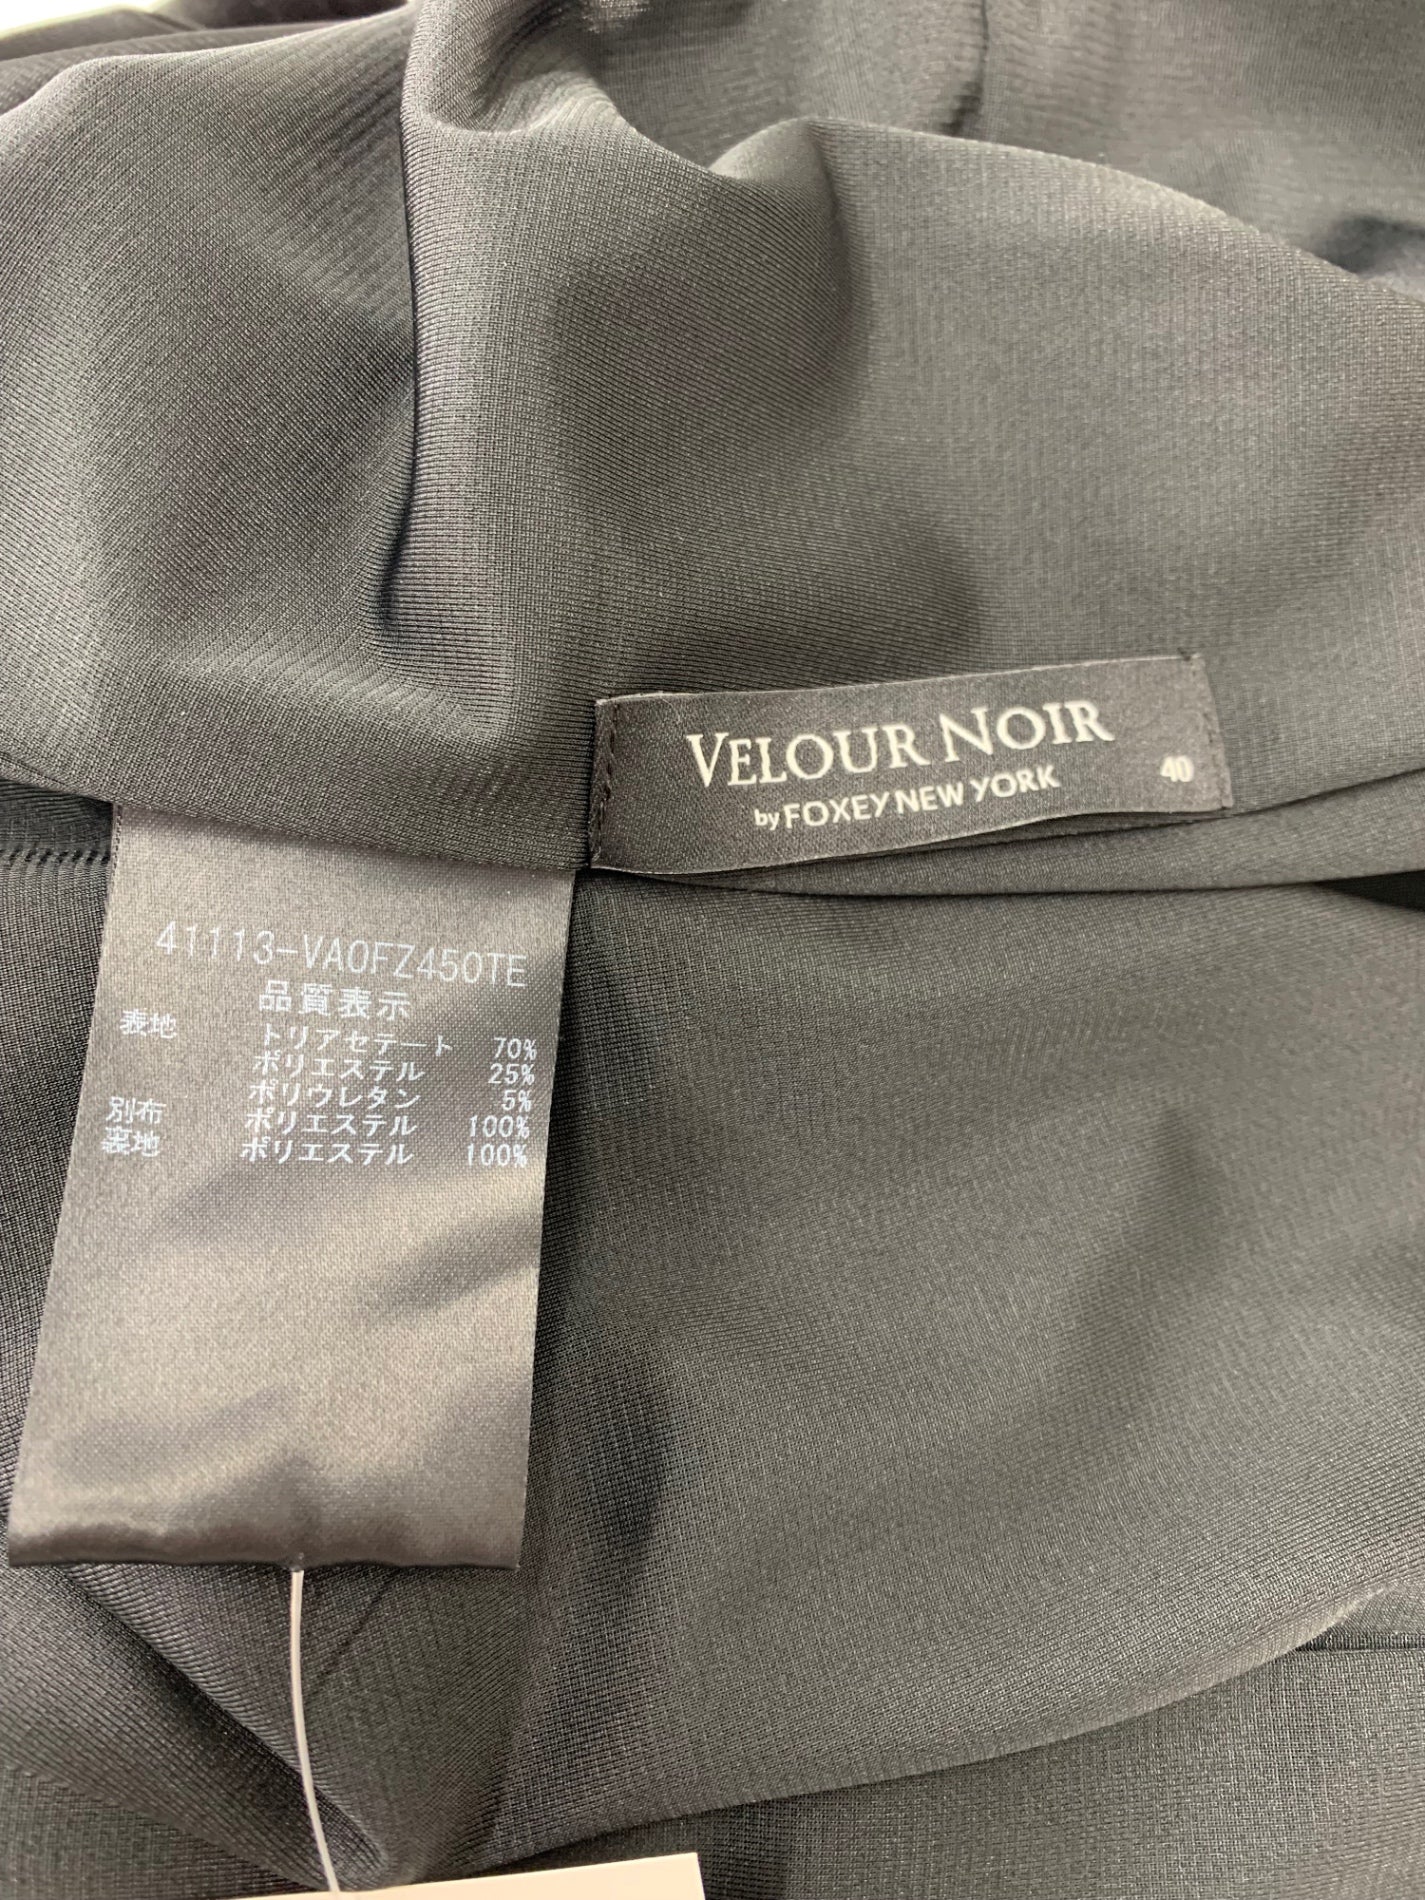 VELOUR NOIR
by FOXEY NEW YORK
40
41113-VA0FZ450TE
品質表示
表地 トリアセテート 70%
ポリエステル 25%
ポリウレタン 5%
別布 ポリエステル 100%
裏地 ポリエステル 100%